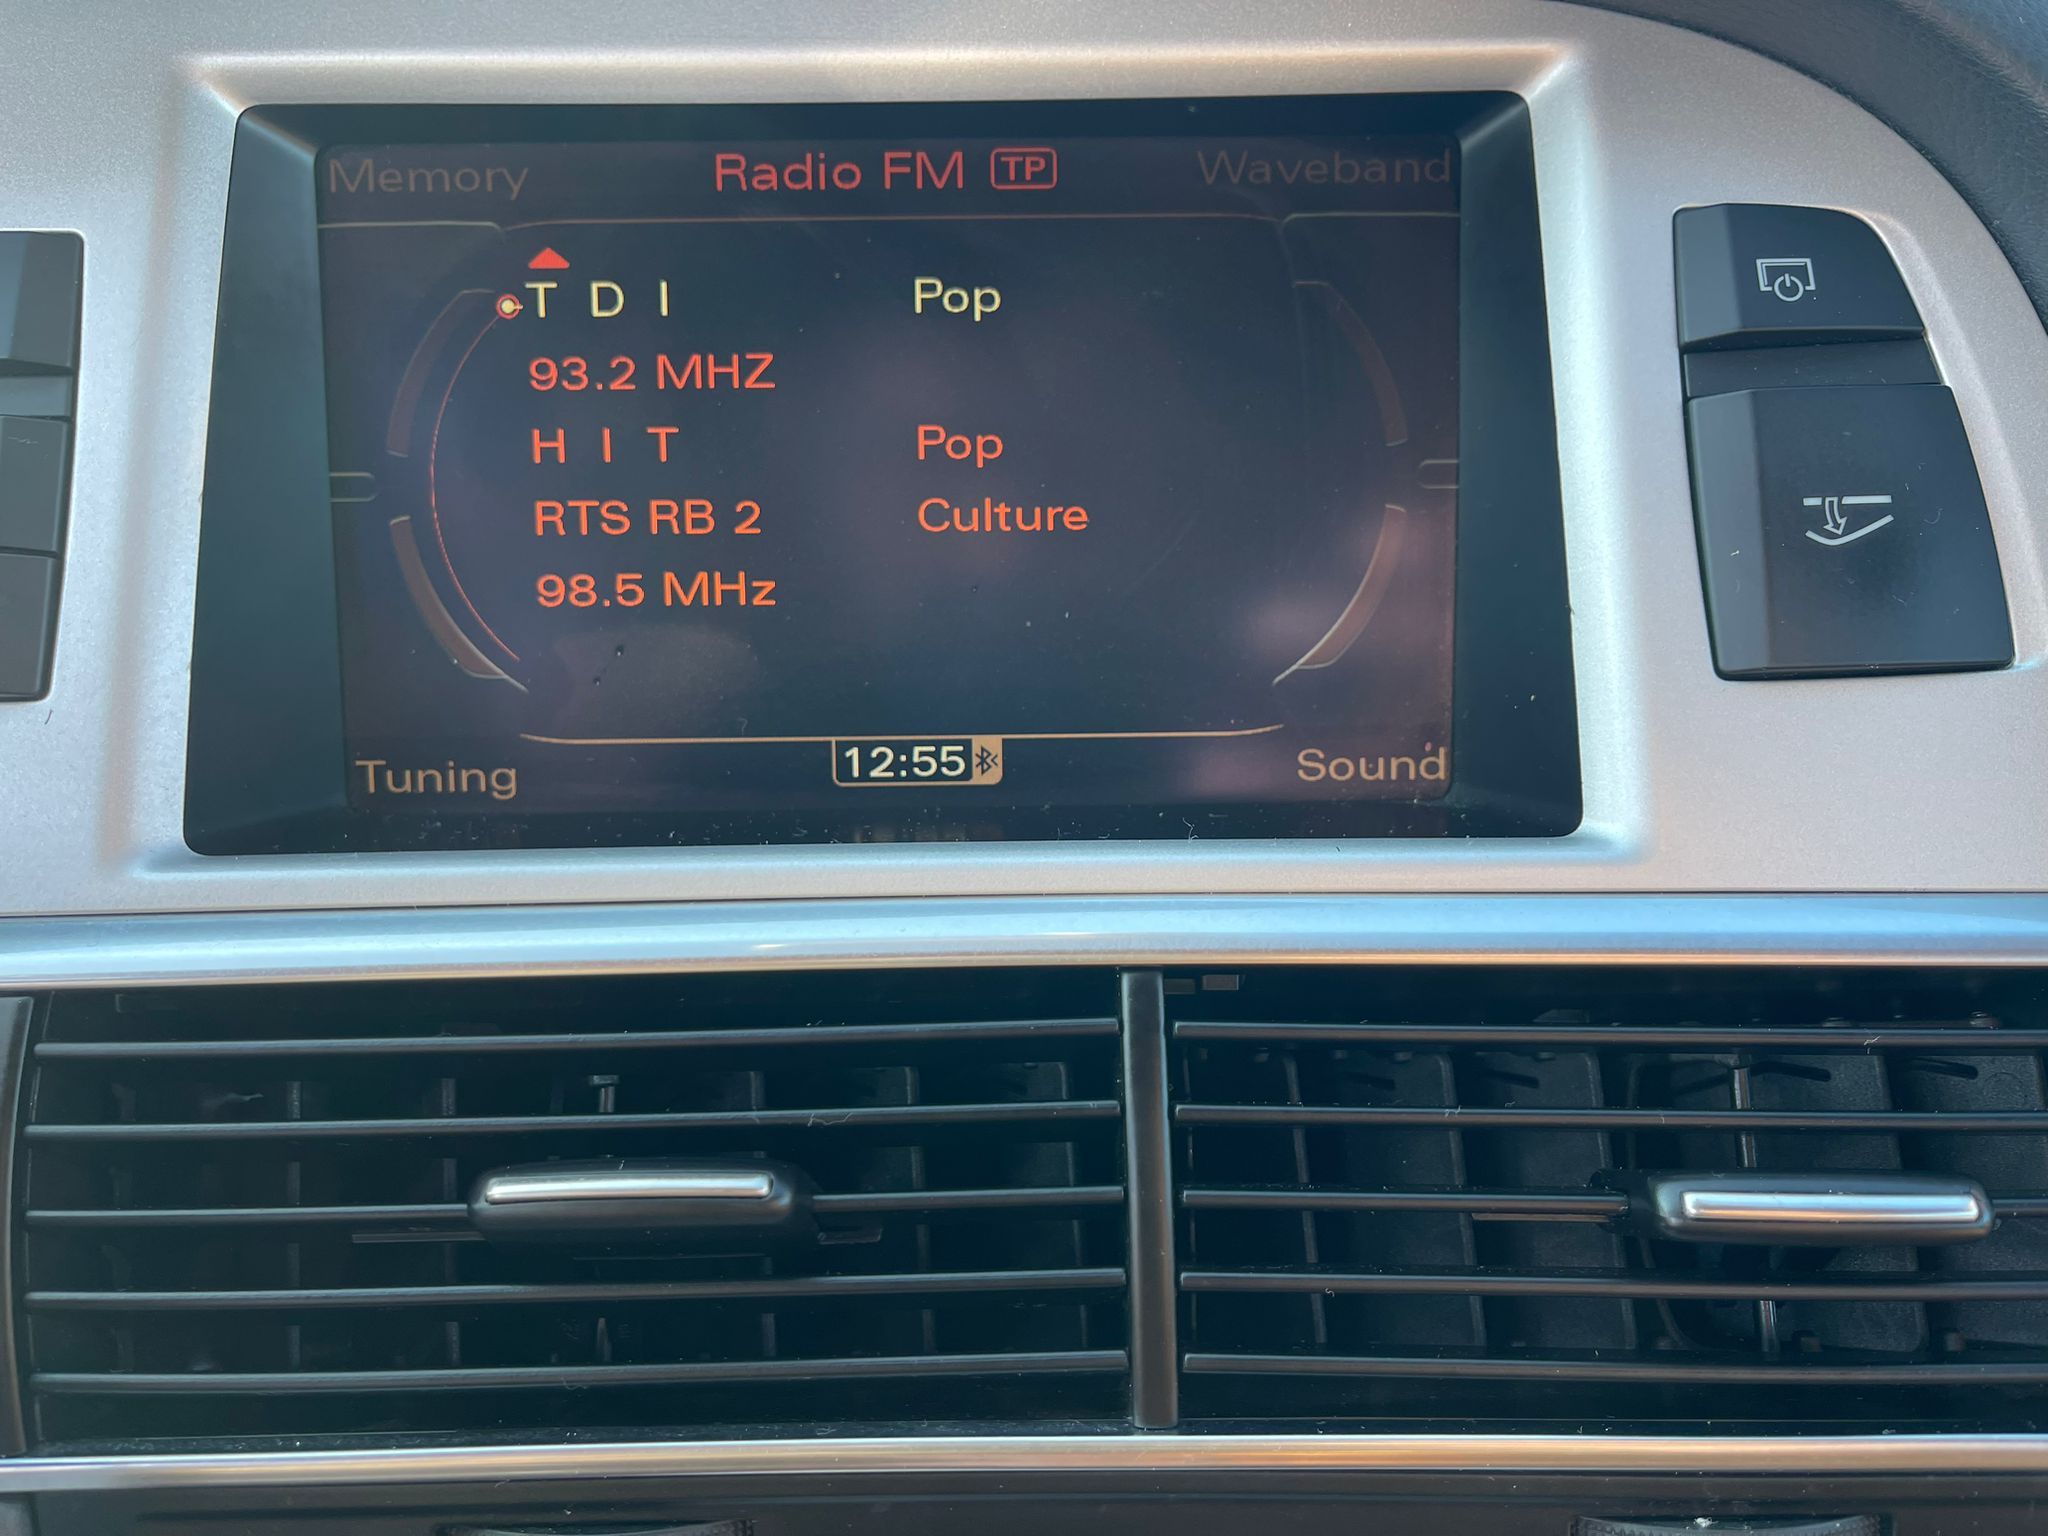 Memory Radio FM TP Waveband
T D I Pop
93.2 MHZ
H I T Pop
RTS RB 2 Culture
98.5 MHz
Tuning 12:55 Sound